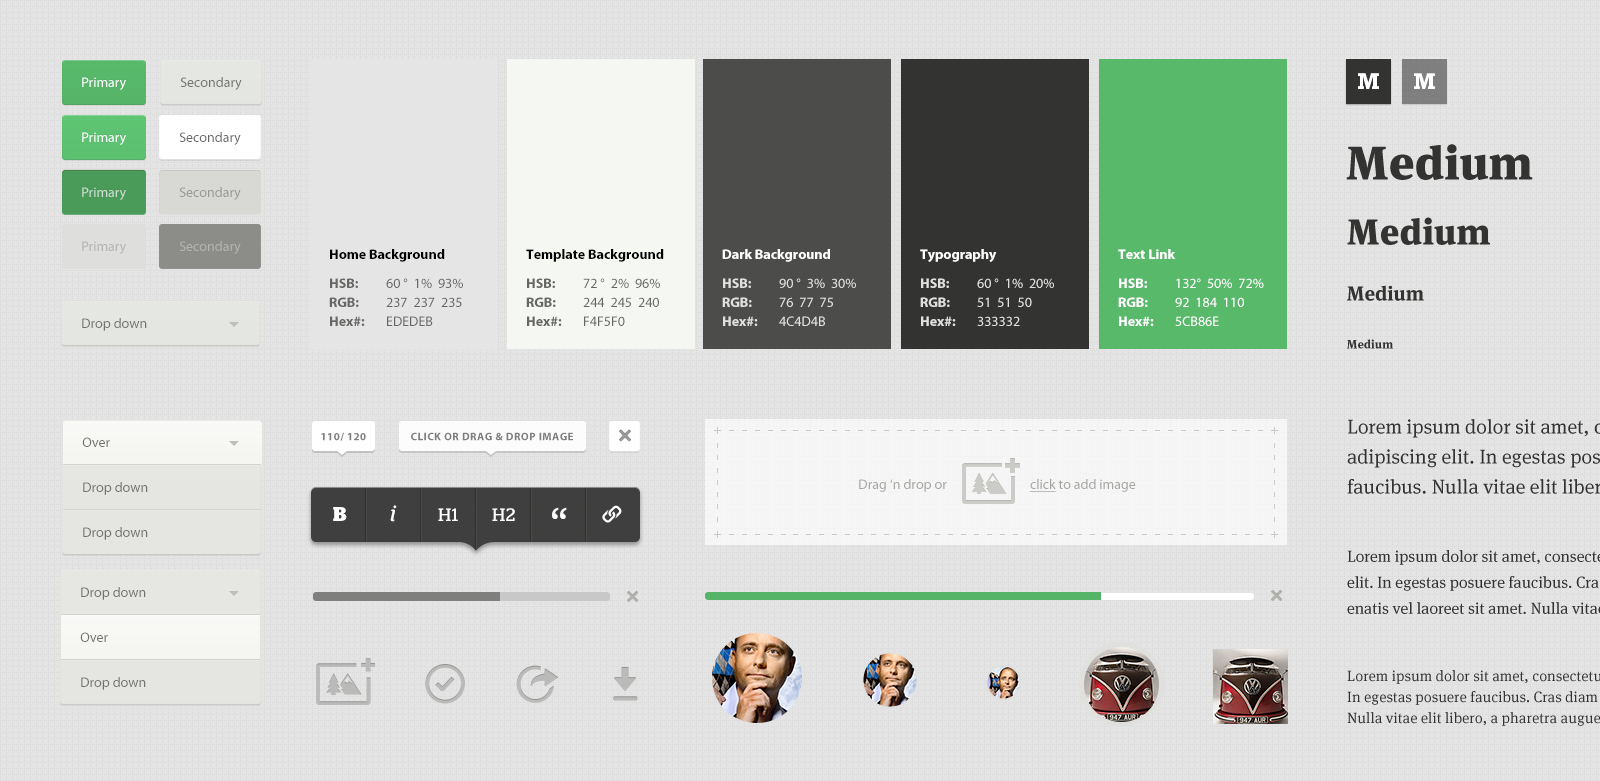 Primary
Secondary
Primary
Secondary
Primary
Secondary
Primary
Secondary
Drop down
Home Background
HSB: 60 ° 1% 93%
RGB: 237 237 235
Hex#: EDEDEB
Template Background
HSB: 72 ° 2% 96%
RGB: 244 245 240
Hex#: F4F5F0
Dark Background
HSB: 90 ° 3% 30%
RGB: 76 77 75
Hex#: 4C4D4B
Typography
HSB: 60 ° 1% 20%
RGB: 51 51 50
Hex#: 333332
Text Link
HSB: 132° 50% 72%
RGB: 92 184 110
Hex#: 5CB86E
M M
Medium
Medium
Medium
Medium
Over
Drop down
Drop down
Drop down
Over
Drop down
110/ 120
CLICK OR DRAG & DROP IMAGE
B i H1 H2 “
Drag 'n drop or click to add image
1947 AUR
1947 AUR
Lorem ipsum dolor sit amet, c
adipiscing elit. In egestas pos
faucibus. Nulla vitae elit liber
Lorem ipsum dolor sit amet, consecte
elit. In egestas posuere faucibus. Cra
enatis vel laoreet sit amet. Nulla vitae
Lorem ipsum dolor sit amet, consectetu
In egestas posuere faucibus. Cras diam
Nulla vitae elit libero, a pharetra augue